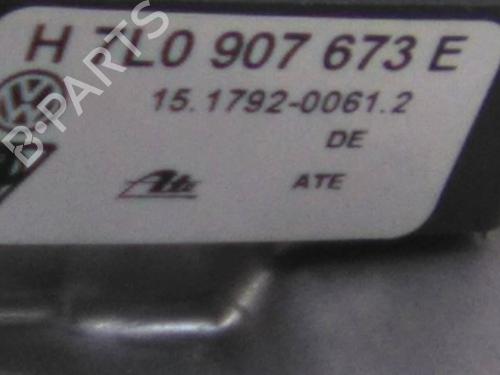 H 7L0 907 673 E
15.1792-0061.2
DE
Ate ATE
B-PARTS